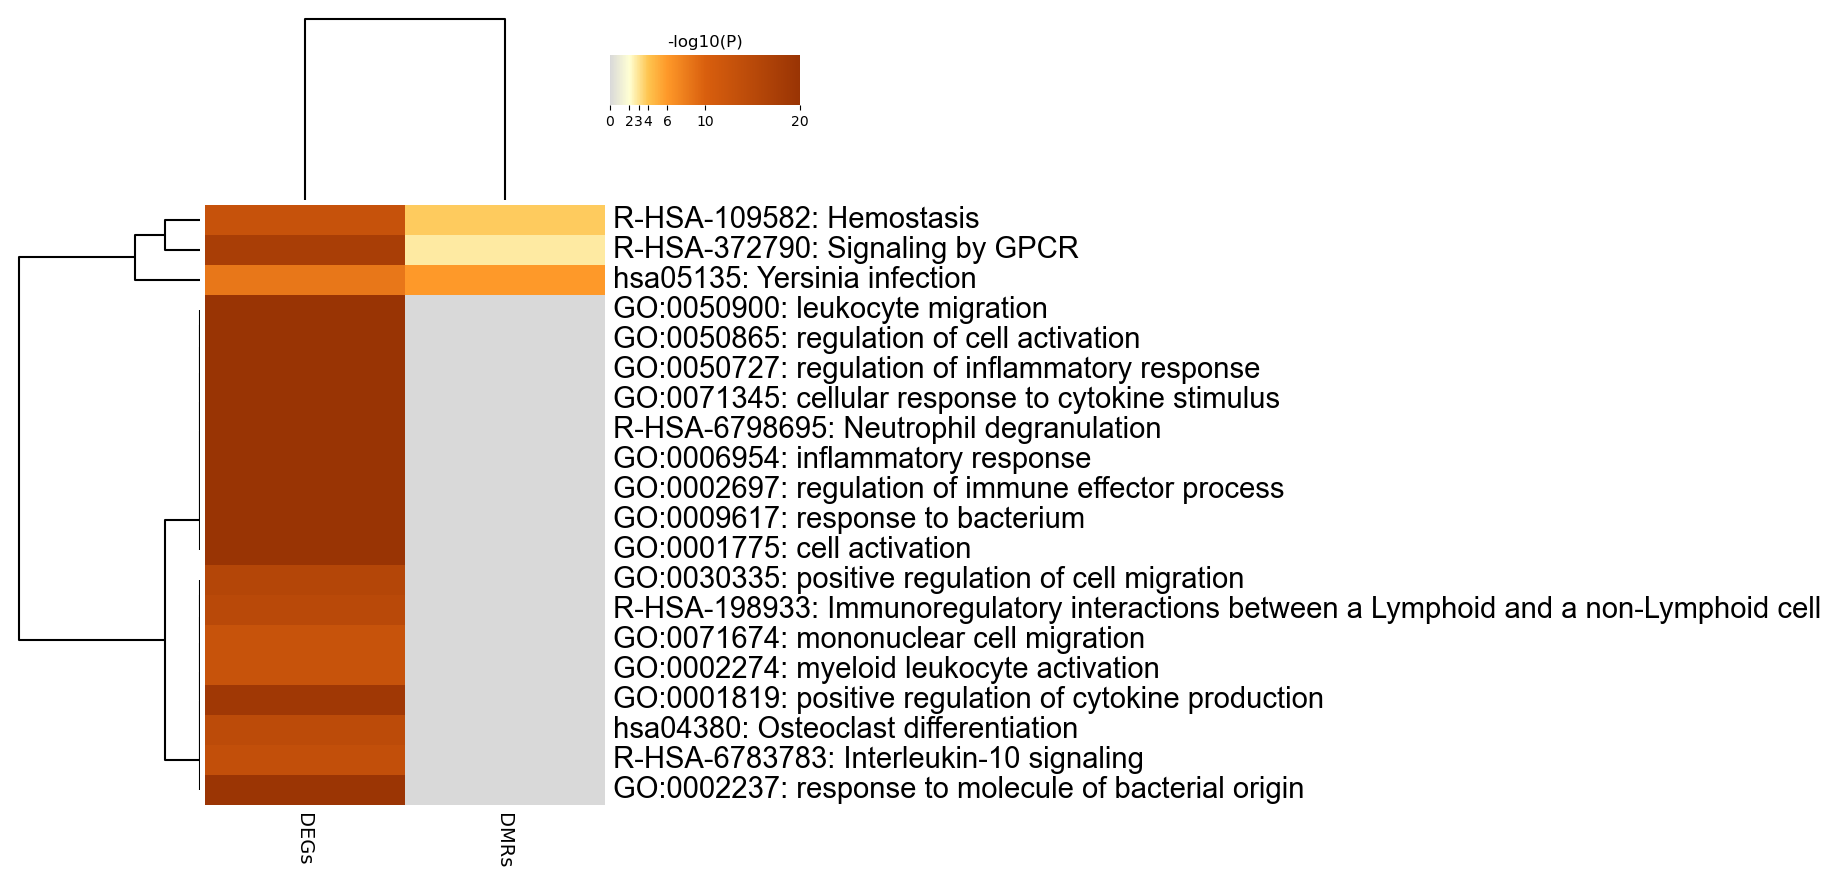 -log10(P)
0 2 3 4 6 10 20
R-HSA-109582: Hemostasis
R-HSA-372790: Signaling by GPCR
hsa05135: Yersinia infection
GO:0050900: leukocyte migration
GO:0050865: regulation of cell activation
GO:0050727: regulation of inflammatory response
GO:0071345: cellular response to cytokine stimulus
R-HSA-6798695: Neutrophil degranulation
GO:0006954: inflammatory response
GO:0002697: regulation of immune effector process
GO:0009617: response to bacterium
GO:0001775: cell activation
GO:0030335: positive regulation of cell migration
R-HSA-198933: Immunoregulatory interactions between a Lymphoid and a non-Lymphoid cell
GO:0071674: mononuclear cell migration
GO:0002274: myeloid leukocyte activation
GO:0001819: positive regulation of cytokine production
hsa04380: Osteoclast differentiation
R-HSA-6783783: Interleukin-10 signaling
GO:0002237: response to molecule of bacterial origin
DEGs
DMRs